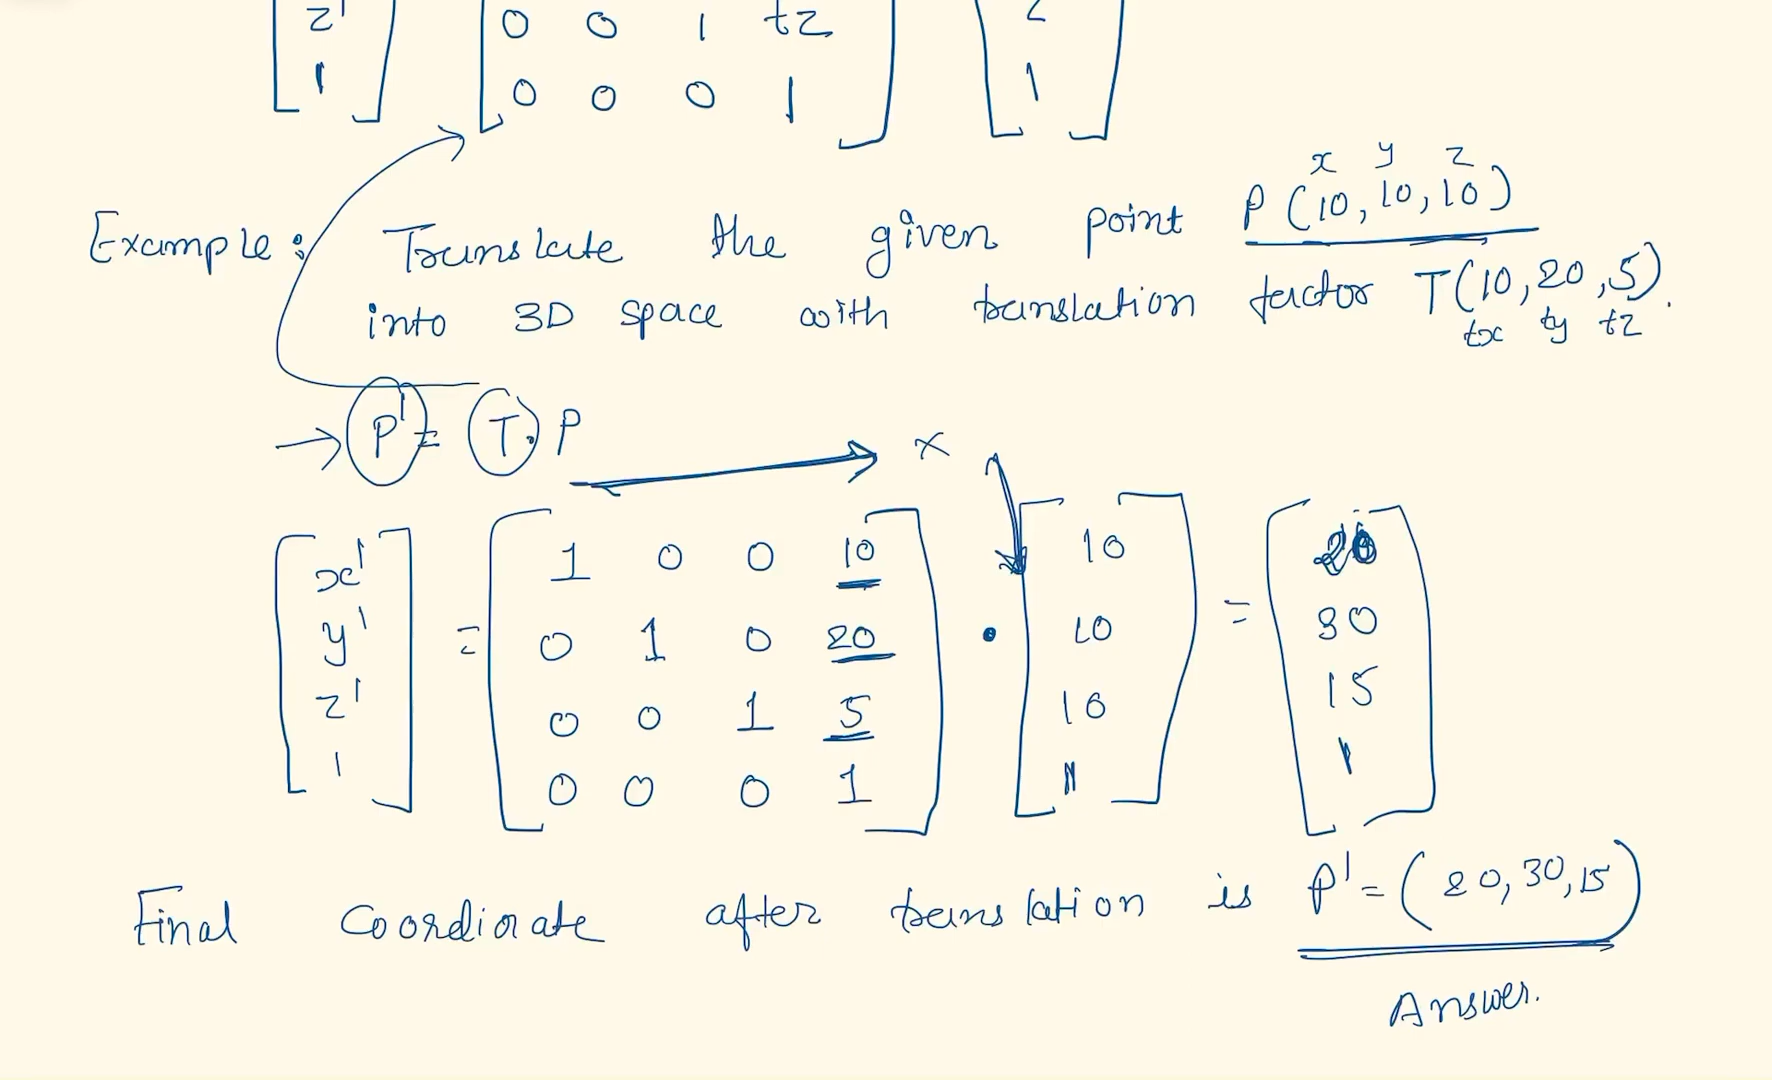 z' 0 0 1 tz z
1 0 0 0 1 1
x y z
Example: Translate the given point P(10,10,10)
into 3D space with translation factor T(10,20,5).
tx ty tz
→ P' = T. P
x
x' = 1 0 0 10 . 10 = 20
y' 0 1 0 20 10 30
z' 0 0 1 5 10 15
1 0 0 0 1 1 1
Final Coordinate after translation is P' = (20,30,15)
Answer.